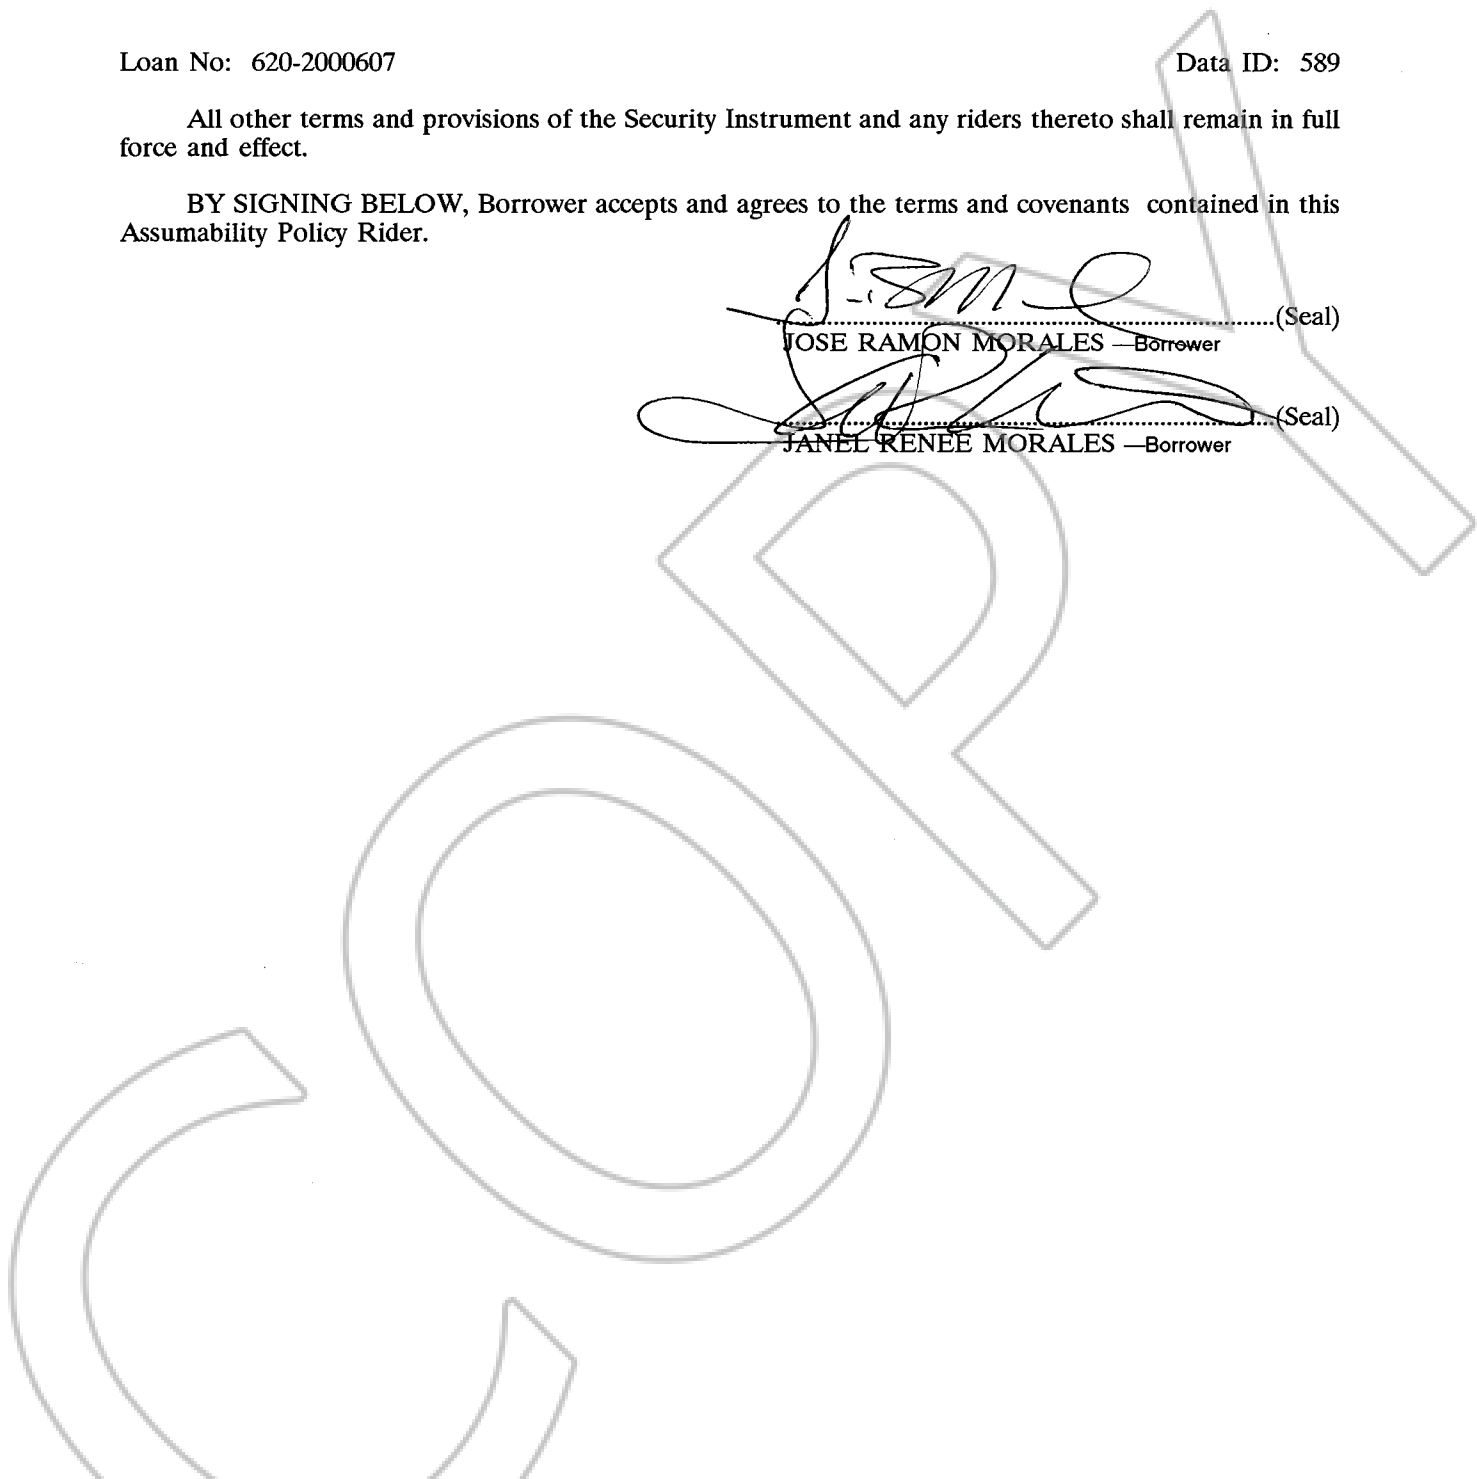 Loan No: 620-2000607 Data ID: 589
All other terms and provisions of the Security Instrument and any riders thereto shall remain in full
force and effect.
BY SIGNING BELOW, Borrower accepts and agrees to the terms and covenants contained in this
Assumability Policy Rider.
(Seal)
JOSE RAMON MORALES —Borrower
(Seal)
JANEL RENEE MORALES —Borrower
COPY